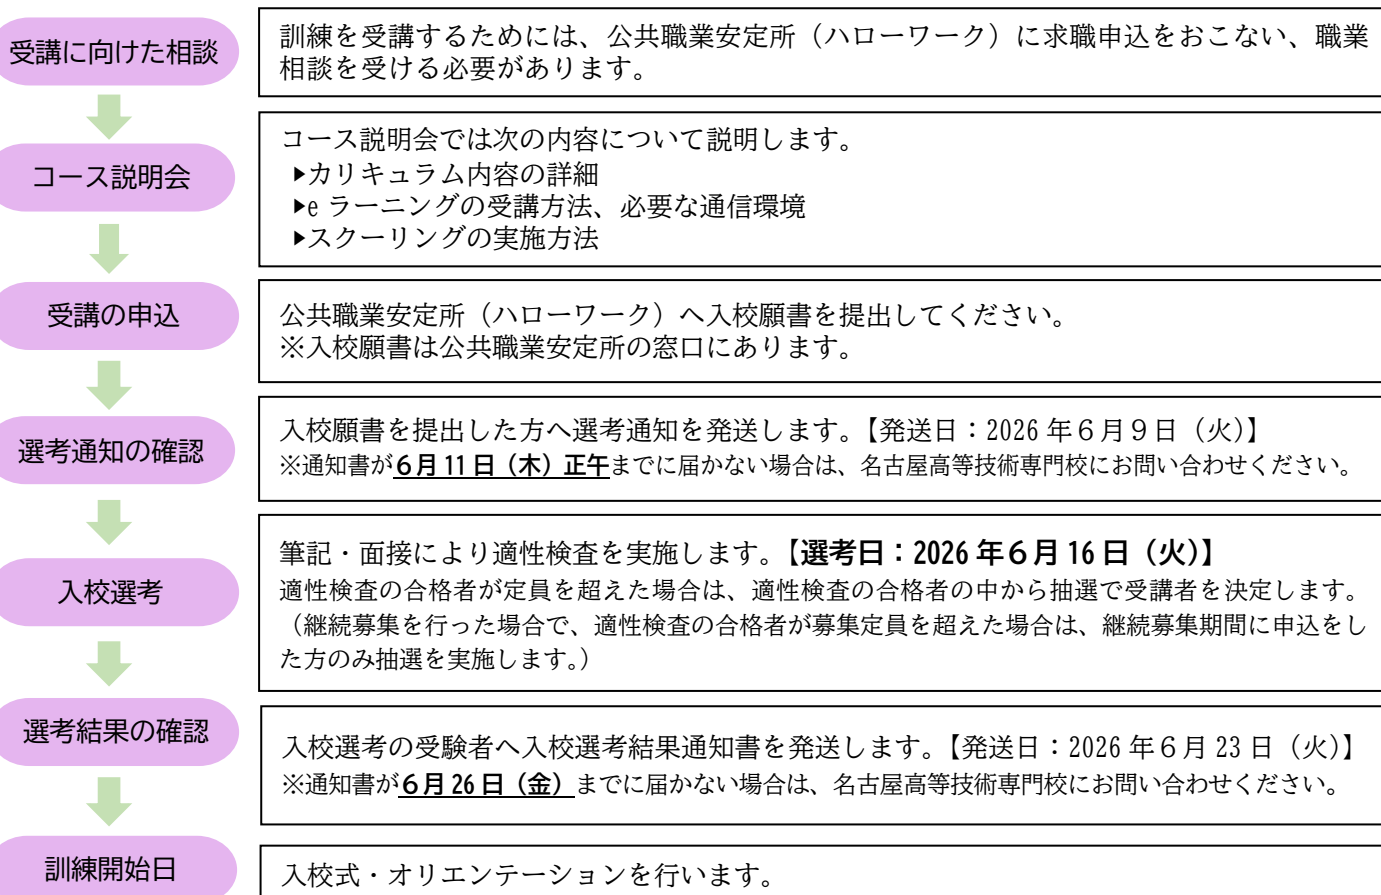 受講に向けた相談
訓練を受講するためには、公共職業安定所（ハローワーク）に求職申込をおこない、職業
相談を受ける必要があります。
コース説明会
コース説明会では次の内容について説明します。
▶カリキュラム内容の詳細
▶e ラーニングの受講方法、必要な通信環境
▶スクーリングの実施方法
受講の申込
公共職業安定所（ハローワーク）へ入校願書を提出してください。
※入校願書は公共職業安定所の窓口にあります。
選考通知の確認
入校願書を提出した方へ選考通知を発送します。【発送日：2026 年６月９日（火）】
※通知書が６月 11 日（木）正午までに届かない場合は、名古屋高等技術専門校にお問い合わせください。
入校選考
筆記・面接により適性検査を実施します。【選考日：2026 年６月 16 日（火）】
適性検査の合格者が定員を超えた場合は、適性検査の合格者の中から抽選で受講者を決定します。
（継続募集を行った場合で、適性検査の合格者が募集定員を超えた場合は、継続募集期間に申込をし
た方のみ抽選を実施します。）
選考結果の確認
入校選考の受験者へ入校選考結果通知書を発送します。【発送日：2026 年６月 23 日（火）】
※通知書が６月 26 日（金）までに届かない場合は、名古屋高等技術専門校にお問い合わせください。
訓練開始日
入校式・オリエンテーションを行います。